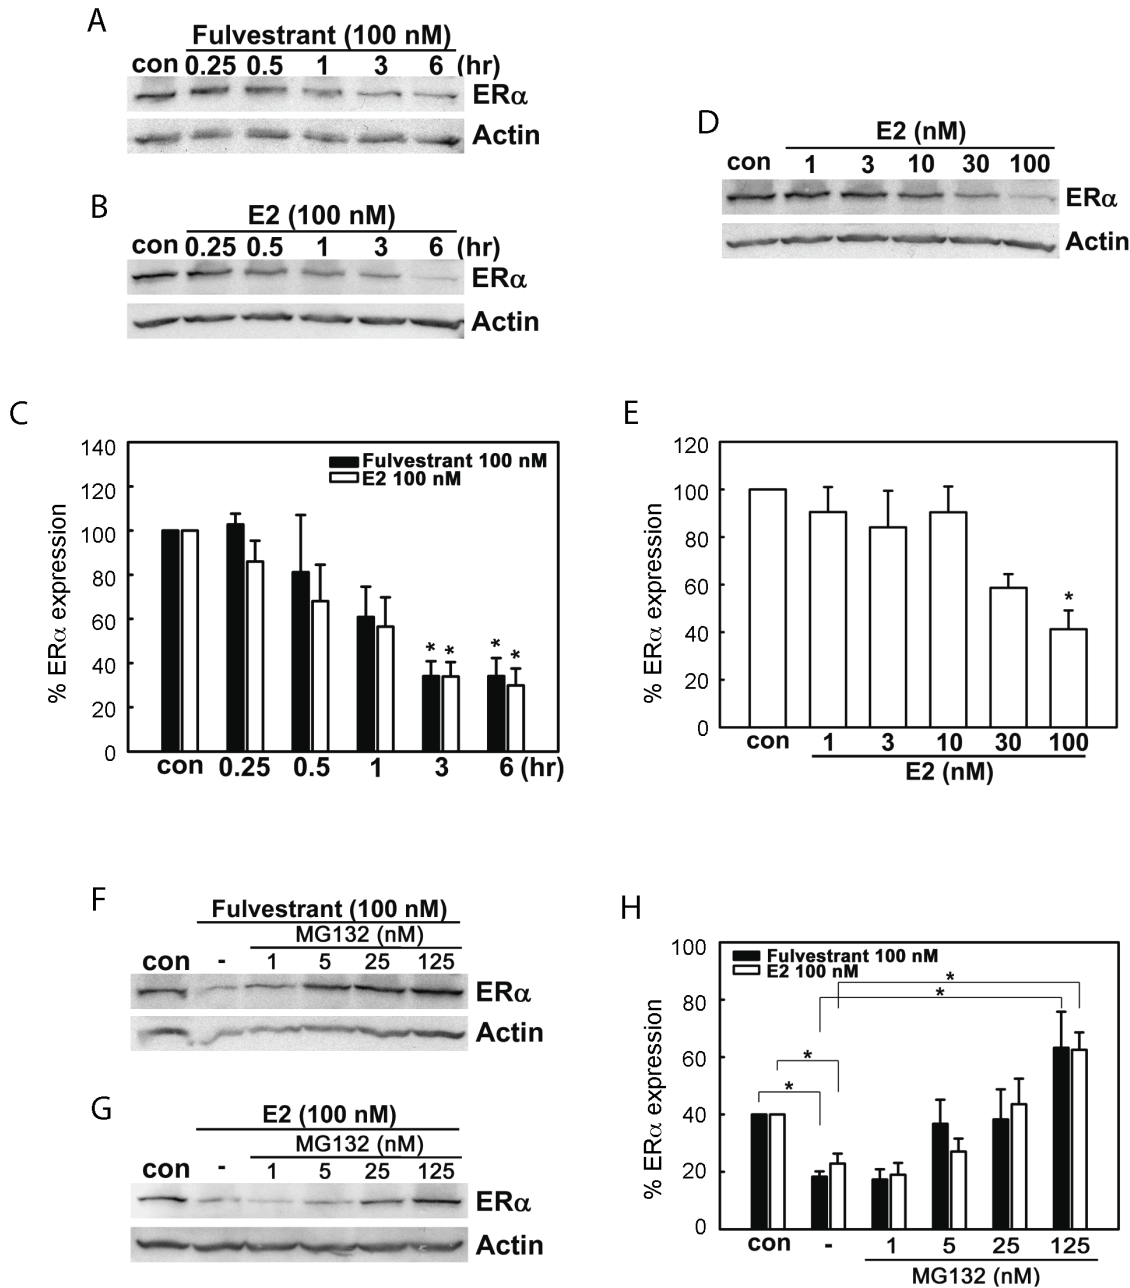 A
Fulvestrant (100 nM)
con 0.25 0.5 1 3 6 (hr)
ERα
Actin
B
E2 (100 nM)
con 0.25 0.5 1 3 6 (hr)
ERα
Actin
D
E2 (nM)
con 1 3 10 30 100
ERα
Actin
C
140
120
100
80
60
40
20
0
% ERα expression
Fulvestrant 100 nM
E2 100 nM
* * * *
con 0.25 0.5 1 3 6 (hr)
E
120
100
80
60
40
20
0
% ERα expression
*
con 1 3 10 30 100
E2 (nM)
F
Fulvestrant (100 nM)
MG132 (nM)
con - 1 5 25 125
ERα
Actin
G
E2 (100 nM)
MG132 (nM)
con - 1 5 25 125
ERα
Actin
H
100
80
60
40
20
0
% ERα expression
Fulvestrant 100 nM
E2 100 nM
*
*
*
*
con - 1 5 25 125
MG132 (nM)